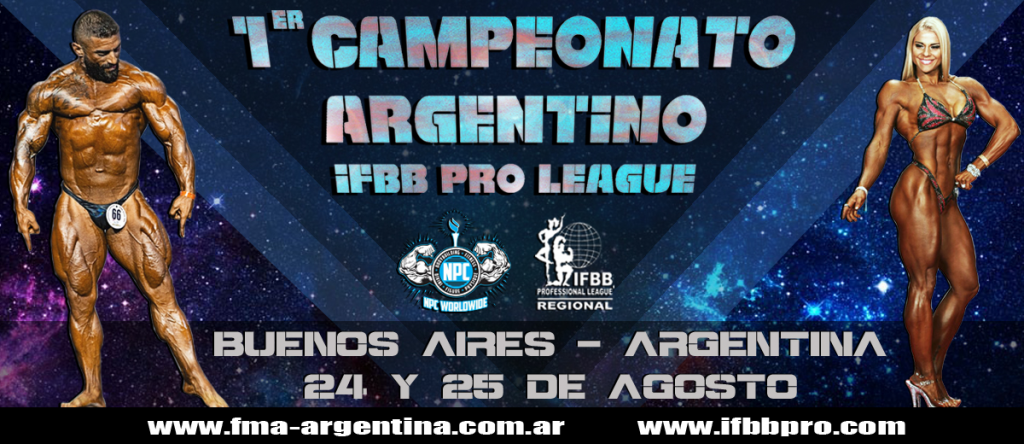 1ER CAMPEONATO
ARGENTINO
iFBB PRO LEAGUE
66
NPC
NPC WORLDWIDE
IFBB
PROFESSIONAL LEAGUE
REGIONAL
BUENOS AIRES - ARGENTINA
24 Y 25 DE AGOSTO
www.fma-argentina.com.ar www.ifbbpro.com